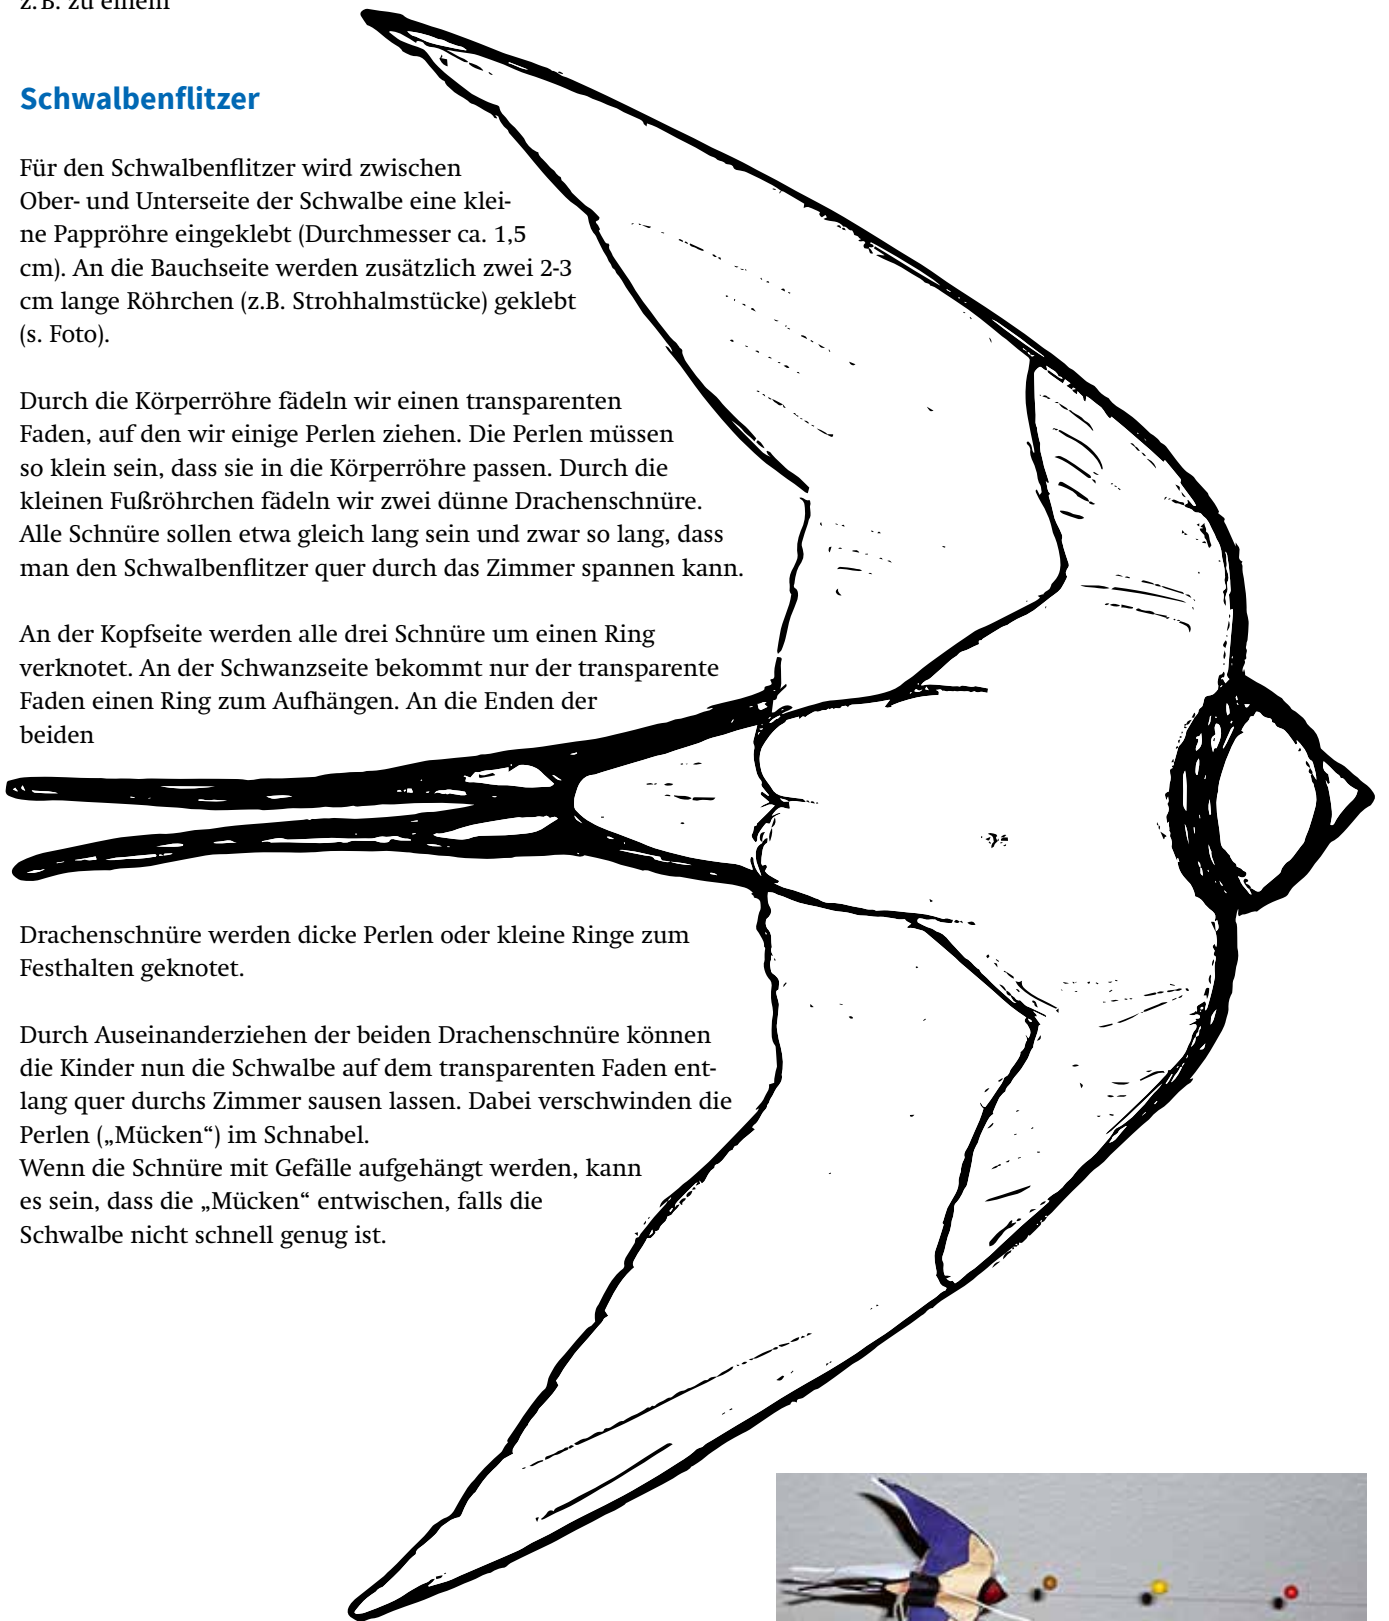 z. B. zu einem
Schwalbenflitzer
Für den Schwalbenflitzer wird zwischen
Ober- und Unterseite der Schwalbe eine klei-
ne Pappröhre eingeklebt (Durchmesser ca. 1,5
cm). An die Bauchseite werden zusätzlich zwei 2-3
cm lange Röhrchen (z.B. Strohhalmstücke) geklebt
(s. Foto).
Durch die Körperröhre fädeln wir einen transparenten
Faden, auf den wir einige Perlen ziehen. Die Perlen müssen
so klein sein, dass sie in die Körperröhre passen. Durch die
kleinen Fußröhrchen fädeln wir zwei dünne Drachenschnüre.
Alle Schnüre sollen etwa gleich lang sein und zwar so lang, dass
man den Schwalbenflitzer quer durch das Zimmer spannen kann.
An der Kopfseite werden alle drei Schnüre um einen Ring
verknotet. An der Schwanzseite bekommt nur der transparente
Faden einen Ring zum Aufhängen. An die Enden der
beiden
Drachenschnüre werden dicke Perlen oder kleine Ringe zum
Festhalten geknotet.
Durch Auseinanderziehen der beiden Drachenschnüre können
die Kinder nun die Schwalbe auf dem transparenten Faden ent-
lang quer durchs Zimmer sausen lassen. Dabei verschwinden die
Perlen („Mücken“) im Schnabel.
Wenn die Schnüre mit Gefälle aufgehängt werden, kann
es sein, dass die „Mücken“ entwischen, falls die
Schwalbe nicht schnell genug ist.